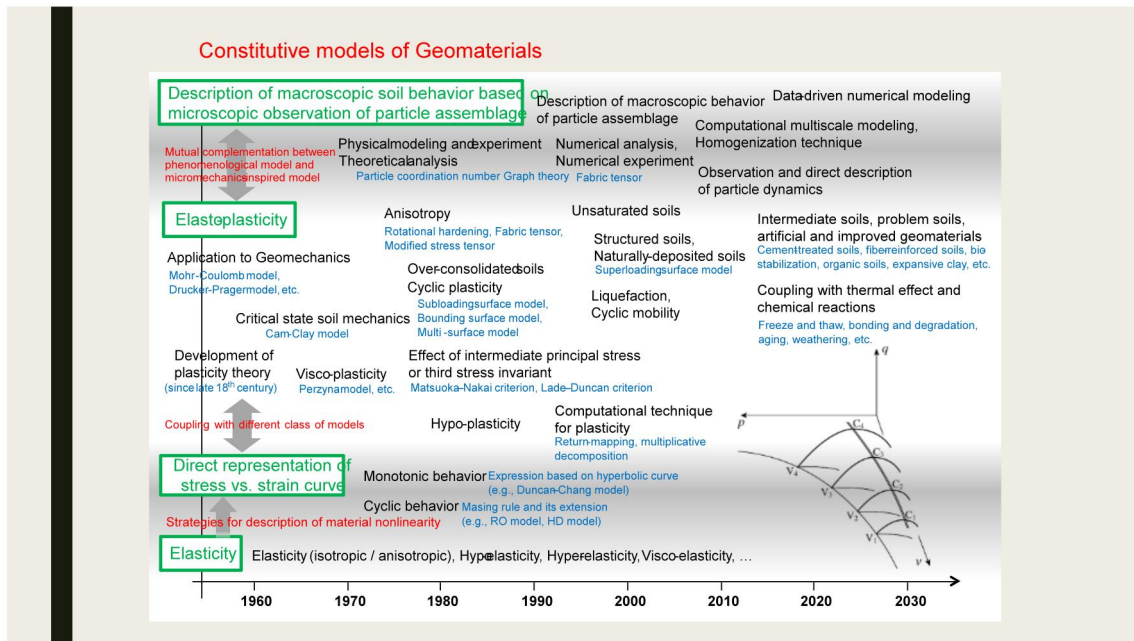 Constitutive models of Geomaterials
Description of macroscopic soil behavior based on
microscopic observation of particle assemblage
Description of macroscopic behavior
of particle assemblage
Data-driven numerical modeling
Computational multiscale modeling,
Homogenization technique
Mutual complementation between
phenomenological model and
micromechanics-inspired model
Physical modeling and experiment
Theoretical analysis
Particle coordination number Graph theory
Numerical analysis,
Numerical experiment
Fabric tensor
Observation and direct description
of particle dynamics
Elasto-plasticity
Anisotropy
Rotational hardening, Fabric tensor,
Modified stress tensor
Unsaturated soils
Structured soils,
Naturally-deposited soils
Superloading surface model
Intermediate soils, problem soils,
artificial and improved geomaterials
Cement-treated soils, fiber-reinforced soils, bio-
stabilization, organic soils, expansive clay, etc.
Application to Geomechanics
Mohr-Coulomb model,
Drucker-Prager model, etc.
Over-consolidated soils
Cyclic plasticity
Subloading surface model,
Bounding surface model,
Multi-surface model
Liquefaction,
Cyclic mobility
Coupling with thermal effect and
chemical reactions
Freeze and thaw, bonding and degradation,
aging, weathering, etc.
Critical state soil mechanics
Cam-Clay model
Development of
plasticity theory
(since late 18th century)
Visco-plasticity
Perzyna model, etc.
Effect of intermediate principal stress
or third stress invariant
Matsuoka-Nakai criterion, Lade-Duncan criterion
Coupling with different class of models
Hypo-plasticity
Computational technique
for plasticity
Return-mapping, multiplicative
decomposition
q
p
C4
C3
C2
C1
V4
V3
V2
V1
v
Direct representation of
stress vs. strain curve
Monotonic behavior
Expression based on hyperbolic curve
(e.g., Duncan-Chang model)
Cyclic behavior
Masing rule and its extension
(e.g., RO model, HD model)
Strategies for description of material nonlinearity
Elasticity
Elasticity (isotropic / anisotropic), Hypo-elasticity, Hyper-elasticity, Visco-elasticity, …
1960 1970 1980 1990 2000 2010 2020 2030